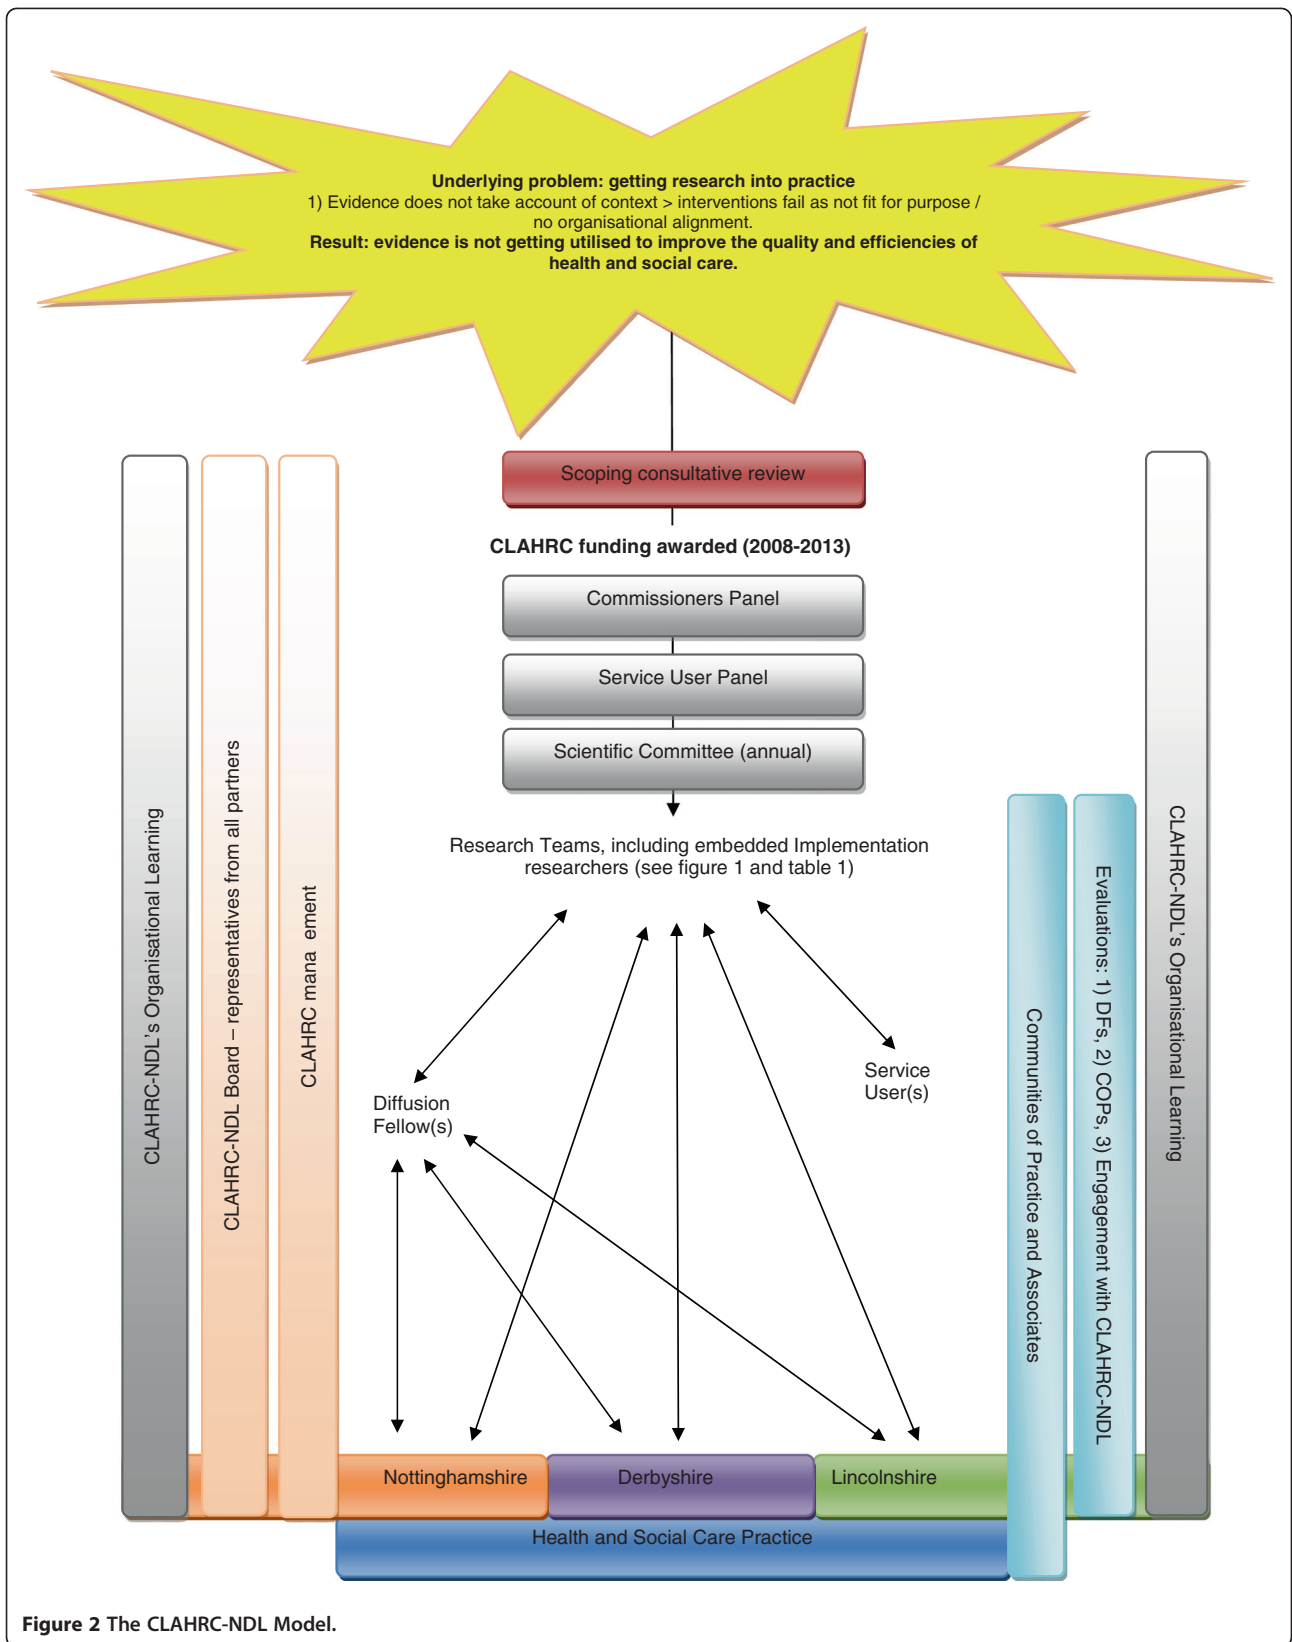 Underlying problem: getting research into practice
1) Evidence does not take account of context > interventions fail as not fit for purpose /
no organisational alignment.
Result: evidence is not getting utilised to improve the quality and efficiencies of
health and social care.
Scoping consultative review
CLAHRC funding awarded (2008-2013)
Commissioners Panel
Service User Panel
Scientific Committee (annual)
Research Teams, including embedded Implementation
researchers (see figure 1 and table 1)
CLAHRC-NDL's Organisational Learning
CLAHRC-NDL Board – representatives from all partners
CLAHRC mana ement
Diffusion
Fellow(s)
Service
User(s)
Communities of Practice and Associates
Evaluations: 1) DFs, 2) COPs, 3) Engagement with CLAHRC-NDL
CLAHRC-NDL's Organisational Learning
Nottinghamshire
Derbyshire
Lincolnshire
Health and Social Care Practice
Figure 2 The CLAHRC-NDL Model.